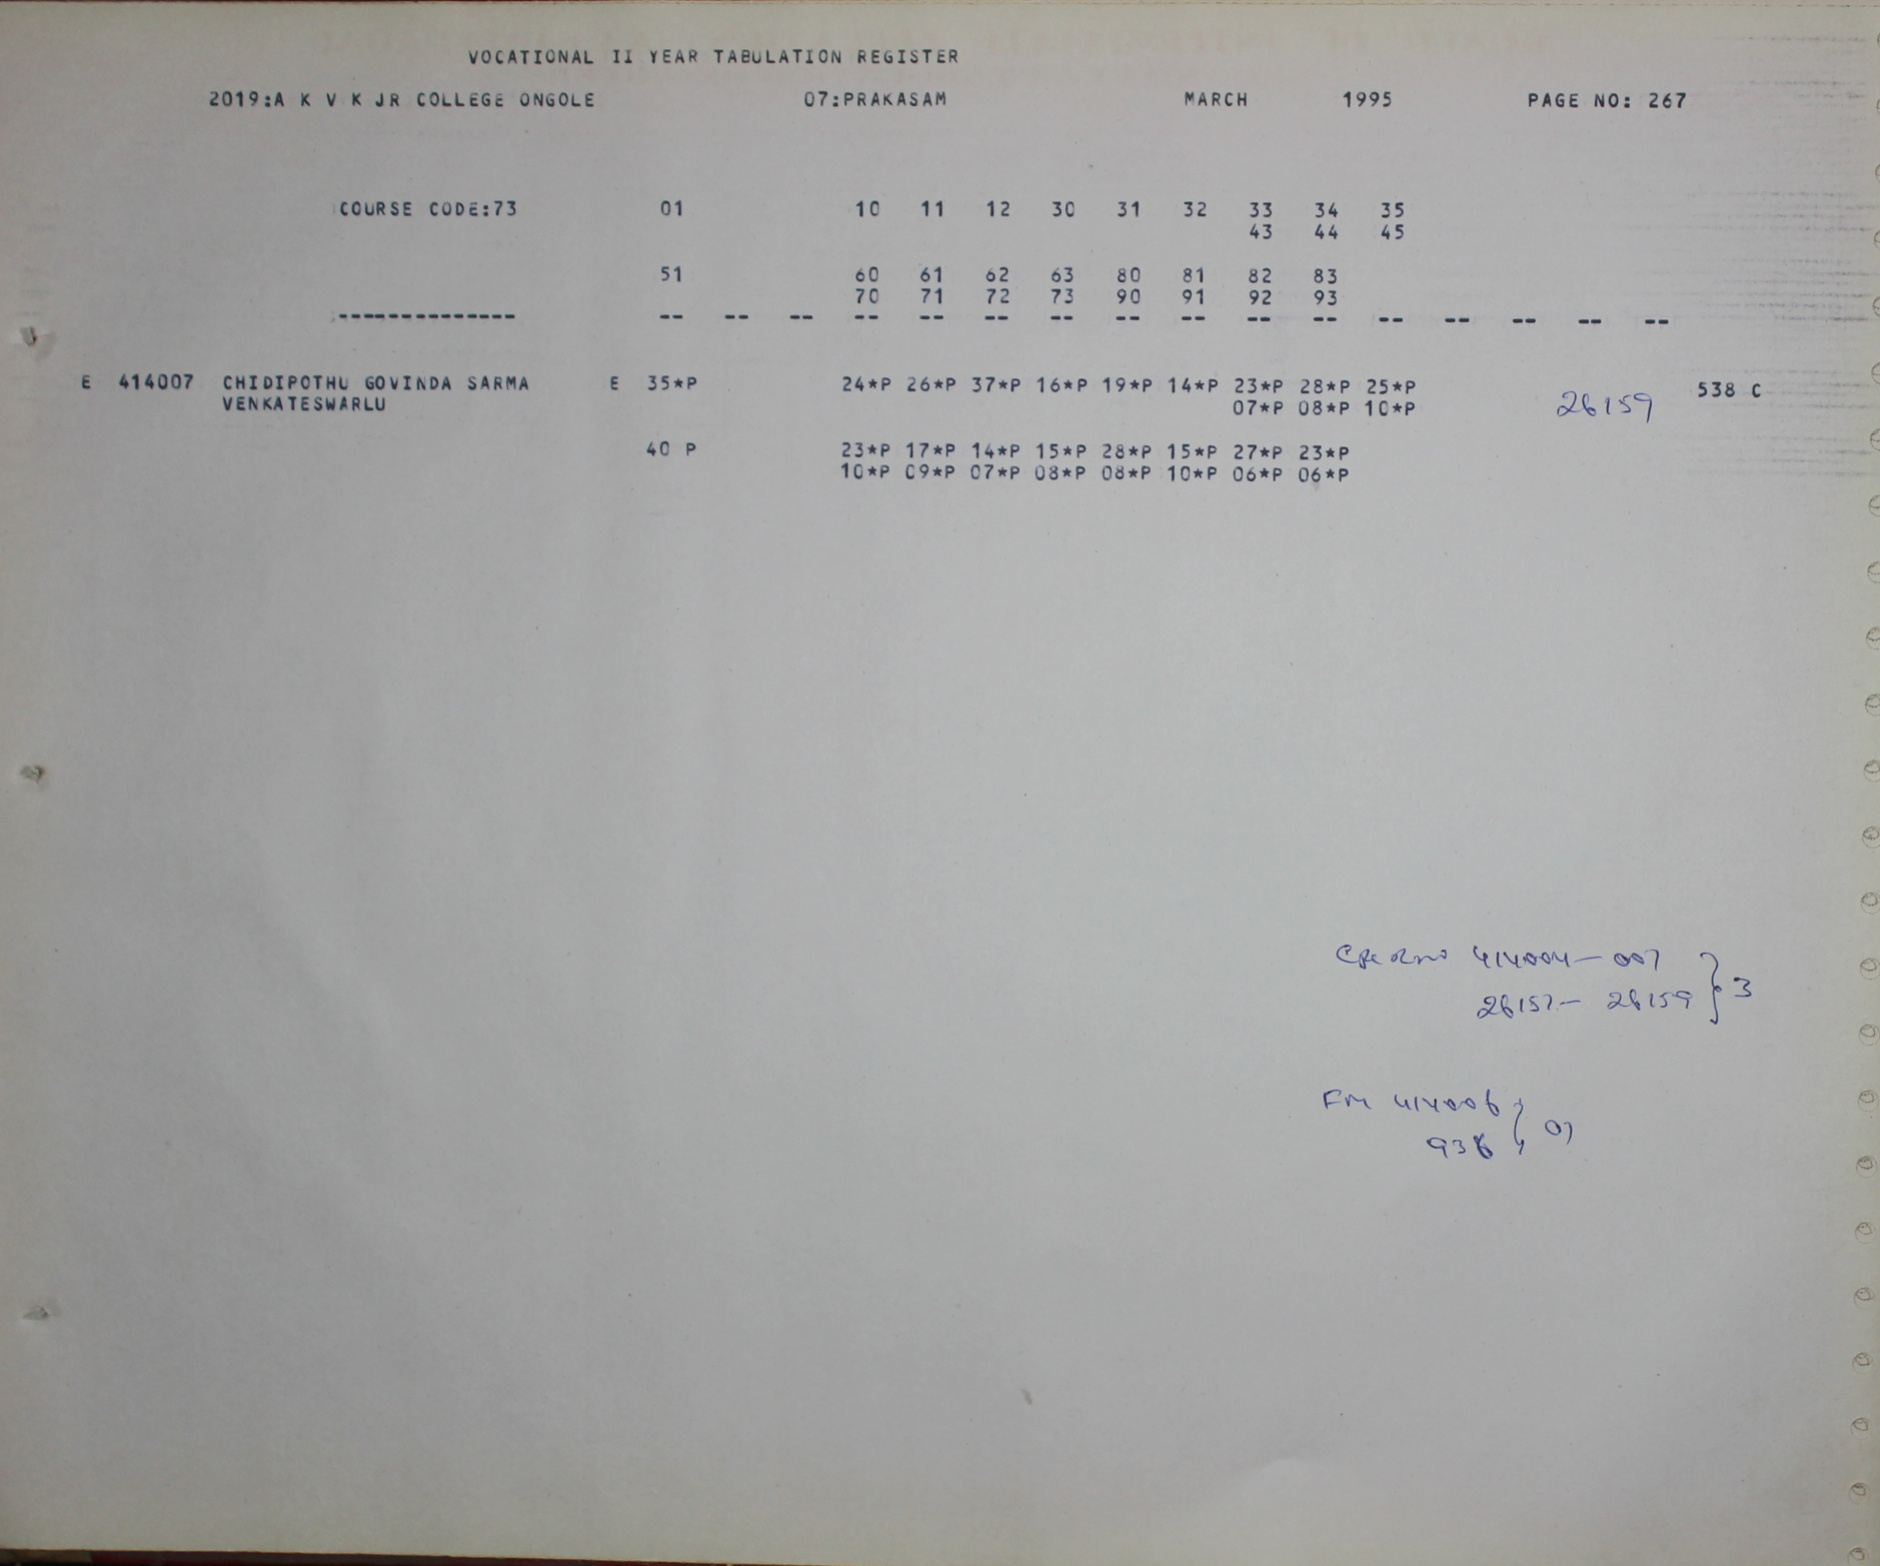 VOCATIONAL II YEAR TABULATION REGISTER
2019:A K V K JR COLLEGE ONGOLE 07:PRAKASAM MARCH 1995 PAGE NO: 267
COURSE CODE:73 01 10 11 12 30 31 32 33 34 35
43 44 45
51 60 61 62 63 80 81 82 83
70 71 72 73 90 91 92 93
-------------- -- -- -- -- -- -- -- -- -- -- -- -- -- -- -- --
E 414007 CHIDIPOTHU GOVINDA SARMA E 35*P 24*P 26*P 37*P 16*P 19*P 14*P 23*P 28*P 25*P 538 C
VENKATESWARLU 07*P 08*P 10*P 26159
40 P 23*P 17*P 14*P 15*P 28*P 15*P 27*P 23*P
10*P 09*P 07*P 08*P 08*P 10*P 06*P 06*P
414004 - 007
26157 - 26159 } 3
414006